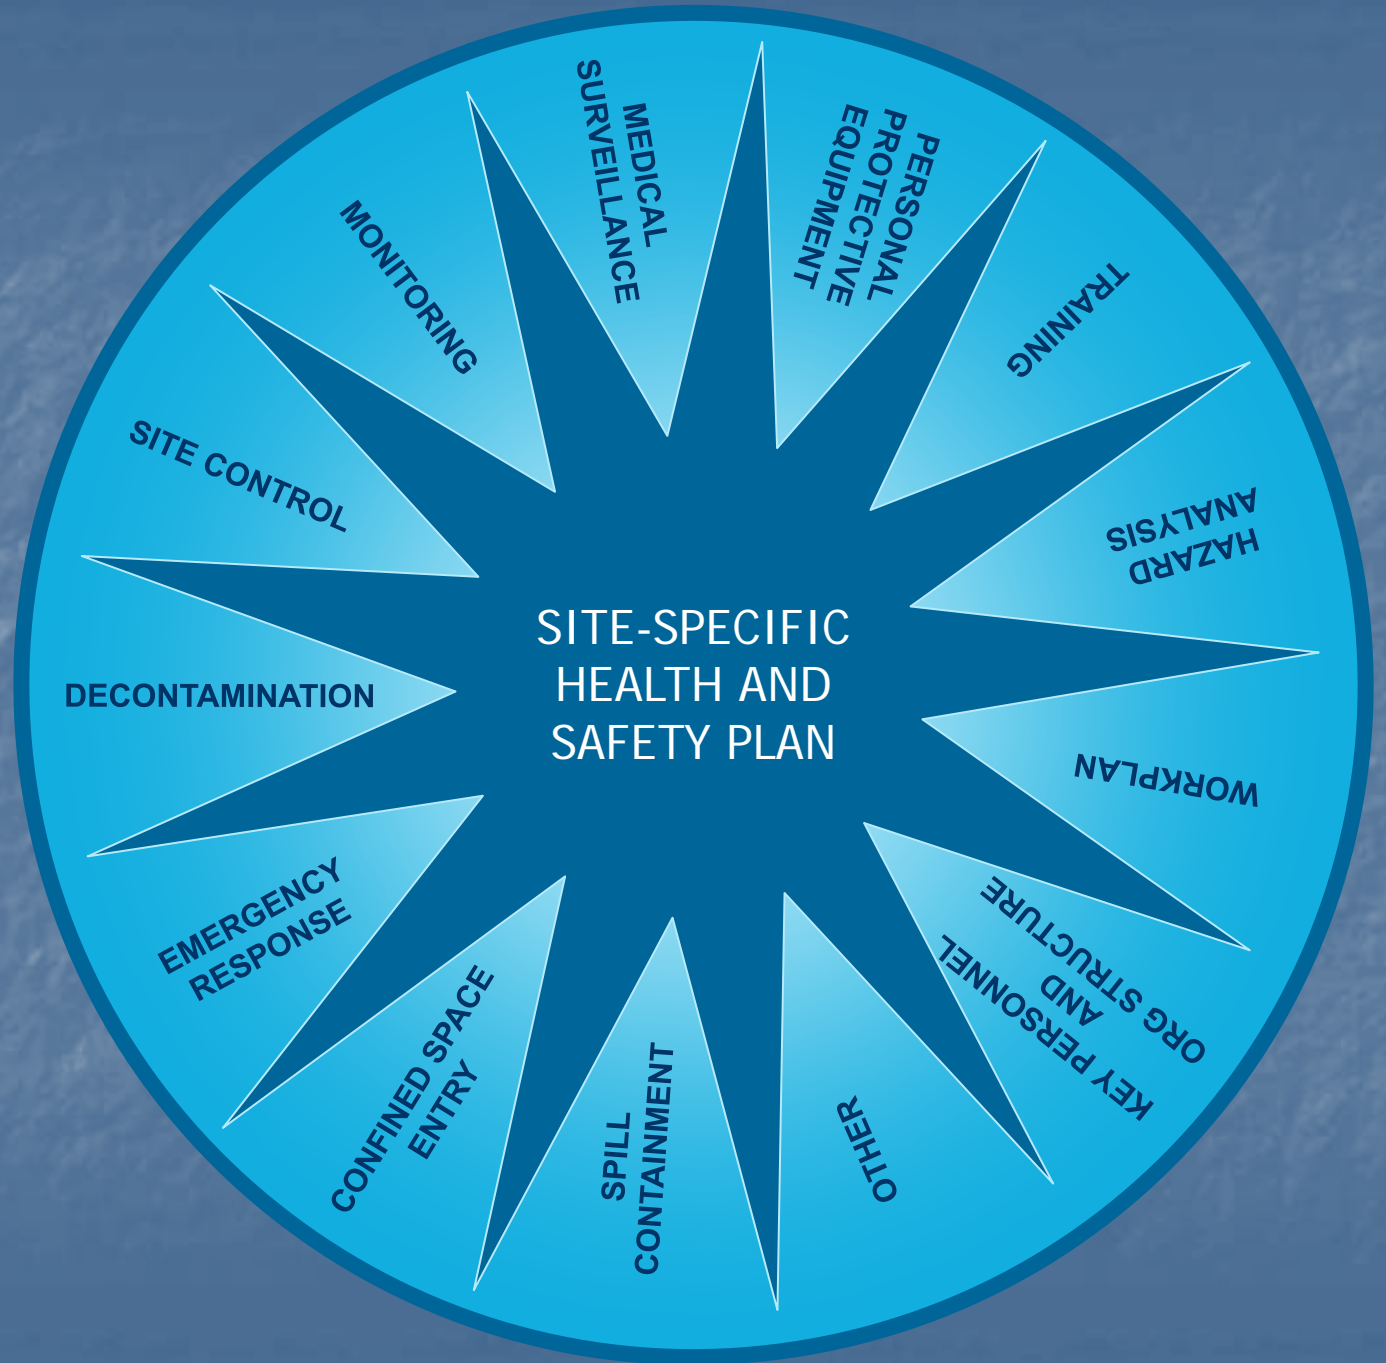 SITE-SPECIFIC
HEALTH AND
SAFETY PLAN
MEDICAL
SURVEILLANCE
PERSONAL
PROTECTIVE
EQUIPMENT
TRAINING
HAZARD
ANALYSIS
WORKPLAN
KEY PERSONNEL
AND
ORG STRUCTURE
OTHER
SPILL
CONTAINMENT
CONFINED SPACE
ENTRY
EMERGENCY
RESPONSE
DECONTAMINATION
SITE CONTROL
MONITORING